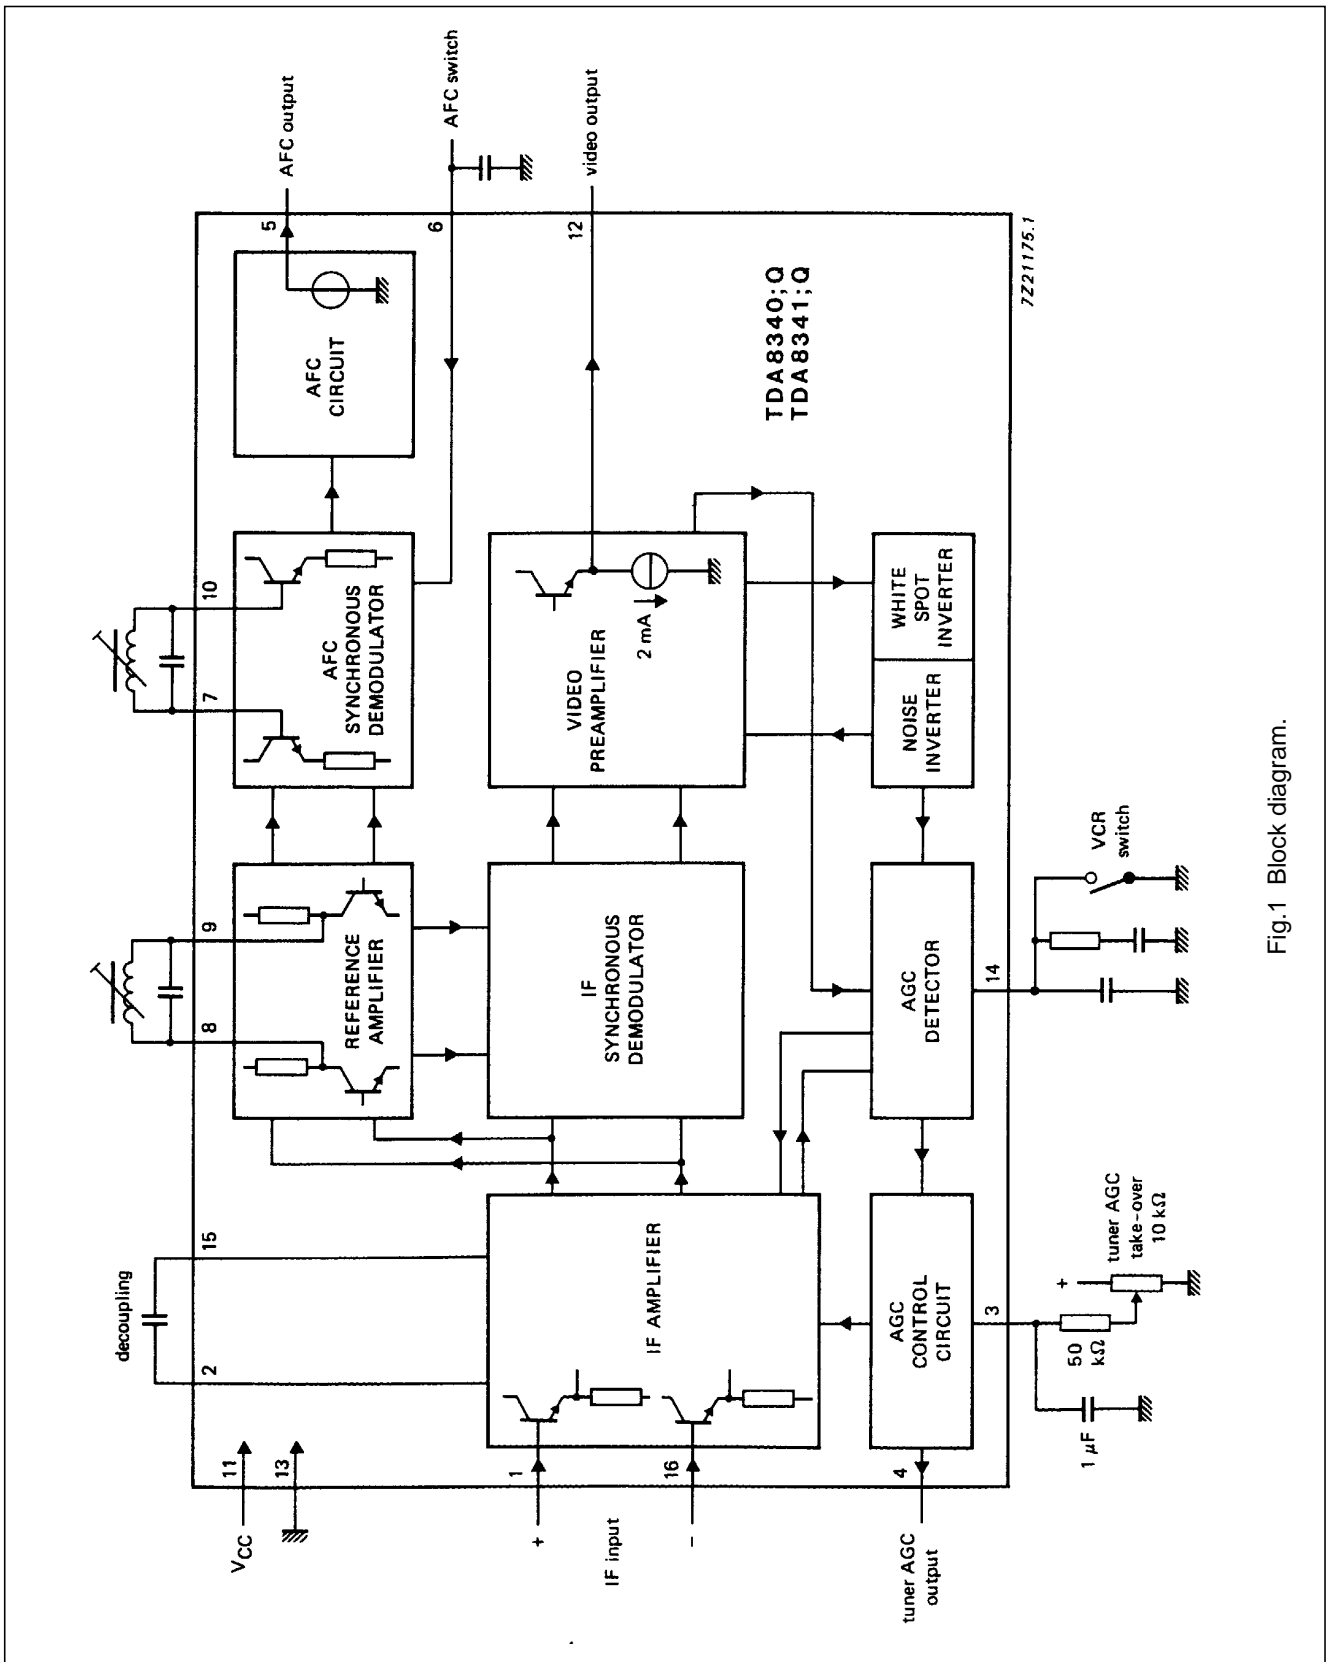 decoupling
2
15
8
9
7
10
VCC
11
13
REFERENCE
AMPLIFIER
AFC
SYNCHRONOUS
DEMODULATOR
AFC
CIRCUIT
5
AFC output
6
AFC switch
+
1
IF input
−
16
IF AMPLIFIER
IF
SYNCHRONOUS
DEMODULATOR
VIDEO
PREAMPLIFIER
2 mA
12
video output
TDA8340;Q
TDA8341;Q
tuner AGC
output
4
AGC
CONTROL
CIRCUIT
AGC
DETECTOR
NOISE
INVERTER
WHITE
SPOT
INVERTER
3
14
7Z21175.1
1 µF
50
kΩ
+
tuner AGC
take-over
10 kΩ
VCR
switch
Fig.1 Block diagram.